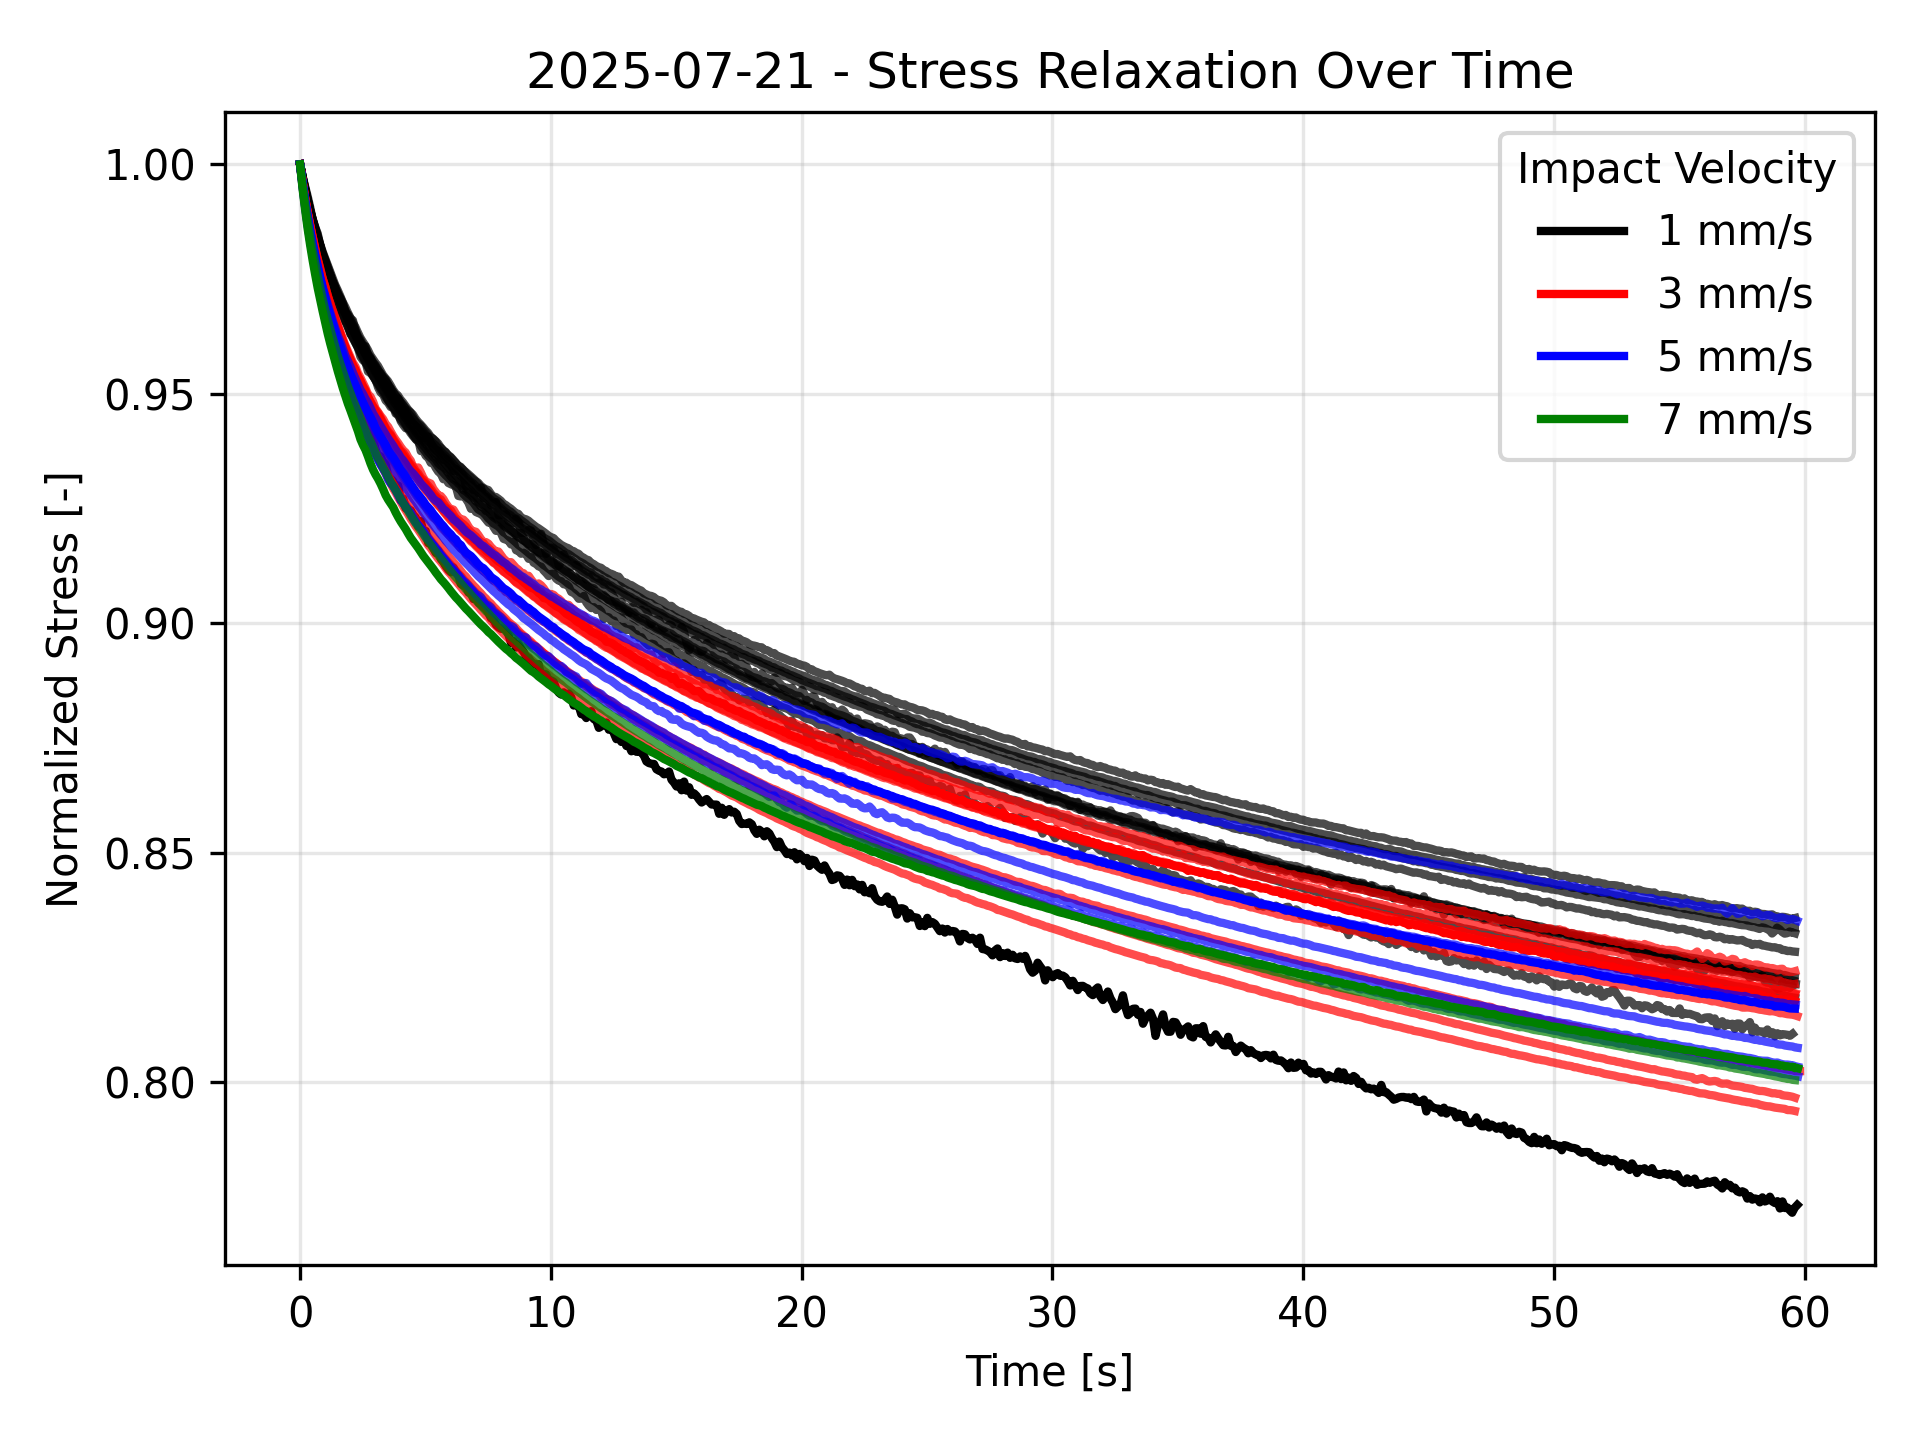 2025-07-21 - Stress Relaxation Over Time
Impact Velocity
1 mm/s
3 mm/s
5 mm/s
7 mm/s
Normalized Stress [-]
1.00
0.95
0.90
0.85
0.80
0 10 20 30 40 50 60
Time [s]